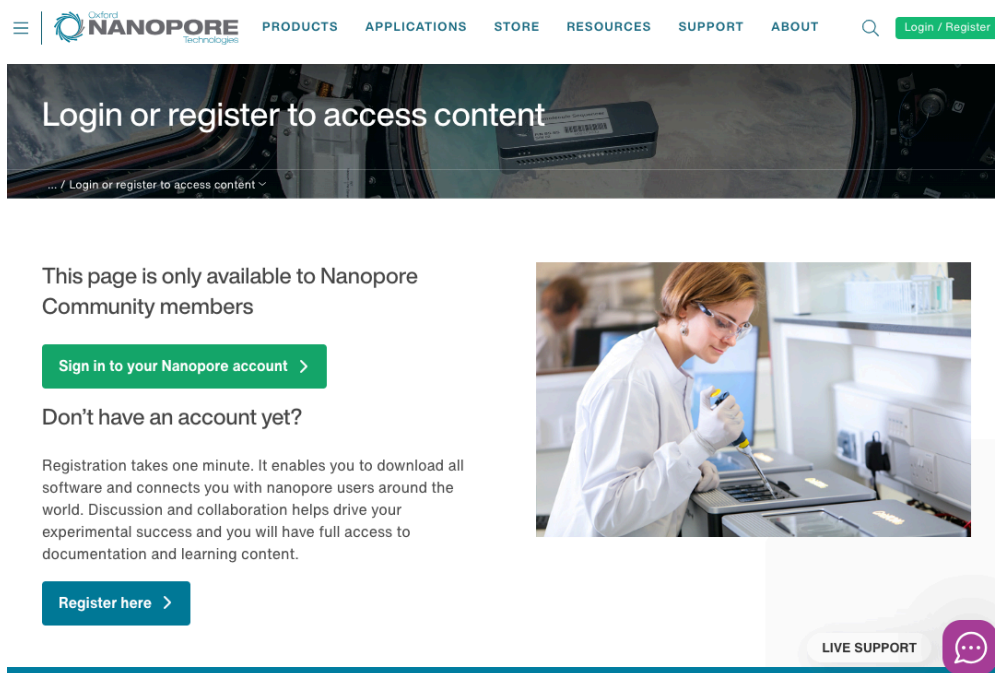 Oxford
NANOPORE
Technologies
PRODUCTS APPLICATIONS STORE RESOURCES SUPPORT ABOUT
Login / Register
Login or register to access content
... / Login or register to access content
This page is only available to Nanopore
Community members
Sign in to your Nanopore account
Don't have an account yet?
Registration takes one minute. It enables you to download all
software and connects you with nanopore users around the
world. Discussion and collaboration helps drive your
experimental success and you will have full access to
documentation and learning content.
Register here
LIVE SUPPORT